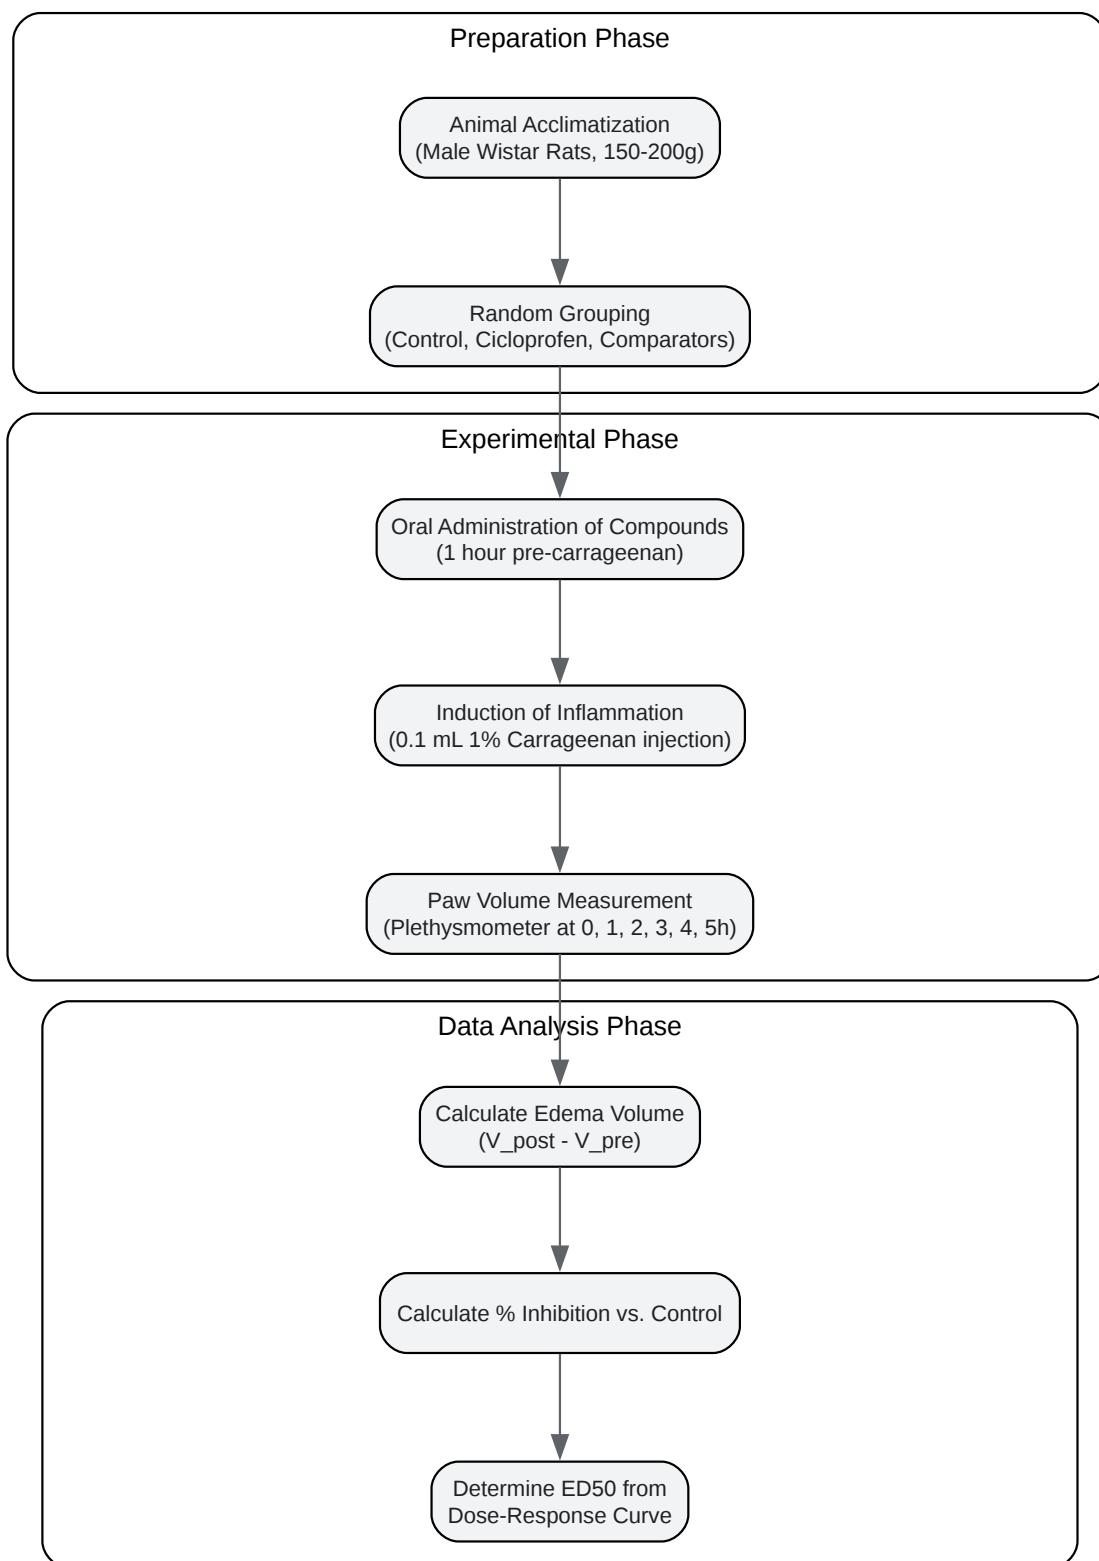 Preparation Phase
Animal Acclimatization
(Male Wistar Rats, 150-200g)
Random Grouping
(Control, Cicloprofen, Comparators)
Experimental Phase
Oral Administration of Compounds
(1 hour pre-carrageenan)
Induction of Inflammation
(0.1 mL 1% Carrageenan injection)
Paw Volume Measurement
(Plethysmometer at 0, 1, 2, 3, 4, 5h)
Data Analysis Phase
Calculate Edema Volume
(V_post - V_pre)
Calculate % Inhibition vs. Control
Determine ED50 from
Dose-Response Curve